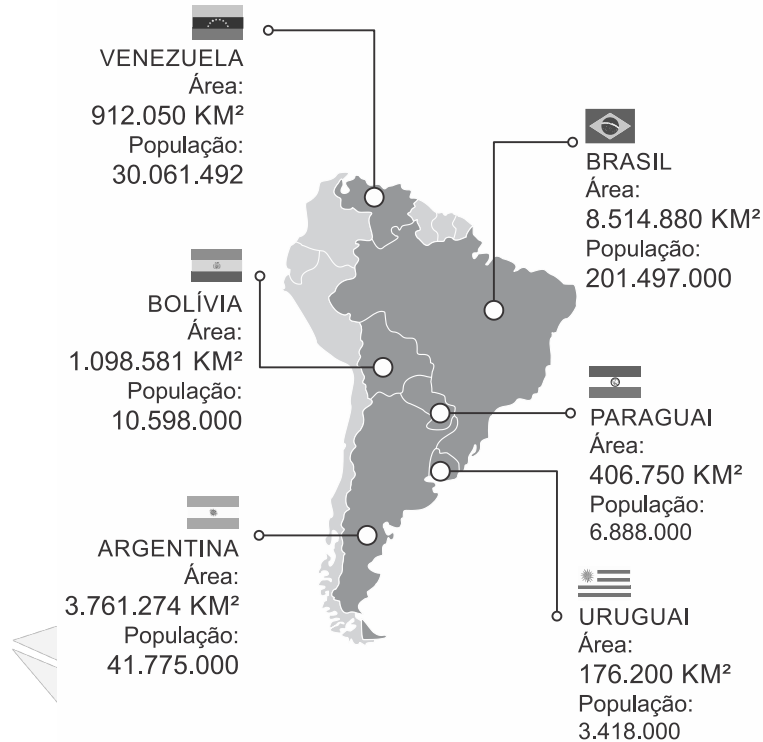 VENEZUELA
Área:
912.050 KM²
População:
30.061.492
BRASIL
Área:
8.514.880 KM²
População:
201.497.000
BOLÍVIA
Área:
1.098.581 KM²
População:
10.598.000
PARAGUAI
Área:
406.750 KM²
População:
6.888.000
ARGENTINA
Área:
3.761.274 KM²
População:
41.775.000
URUGUAI
Área:
176.200 KM²
População:
3.418.000